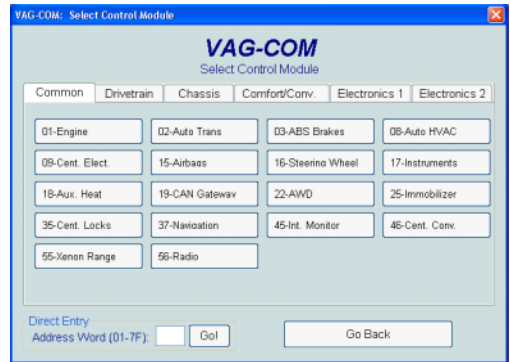 VAG-COM: Select Control Module
VAG-COM
Select Control Module
Common Drivetrain Chassis Comfort/Conv. Electronics 1 Electronics 2
01-Engine 02-Auto Trans 03-ABS Brakes 08-Auto HVAC
09-Cent. Elect. 15-Airbags 16-Steering Wheel 17-Instruments
18-Aux. Heat 19-CAN Gateway 22-AWD 25-Immobilizer
35-Cent. Locks 37-Navigation 45-Int. Monitor 46-Cent. Conv.
55-Xenon Range 56-Radio
Direct Entry
Address Word (01-7F): Go! Go Back